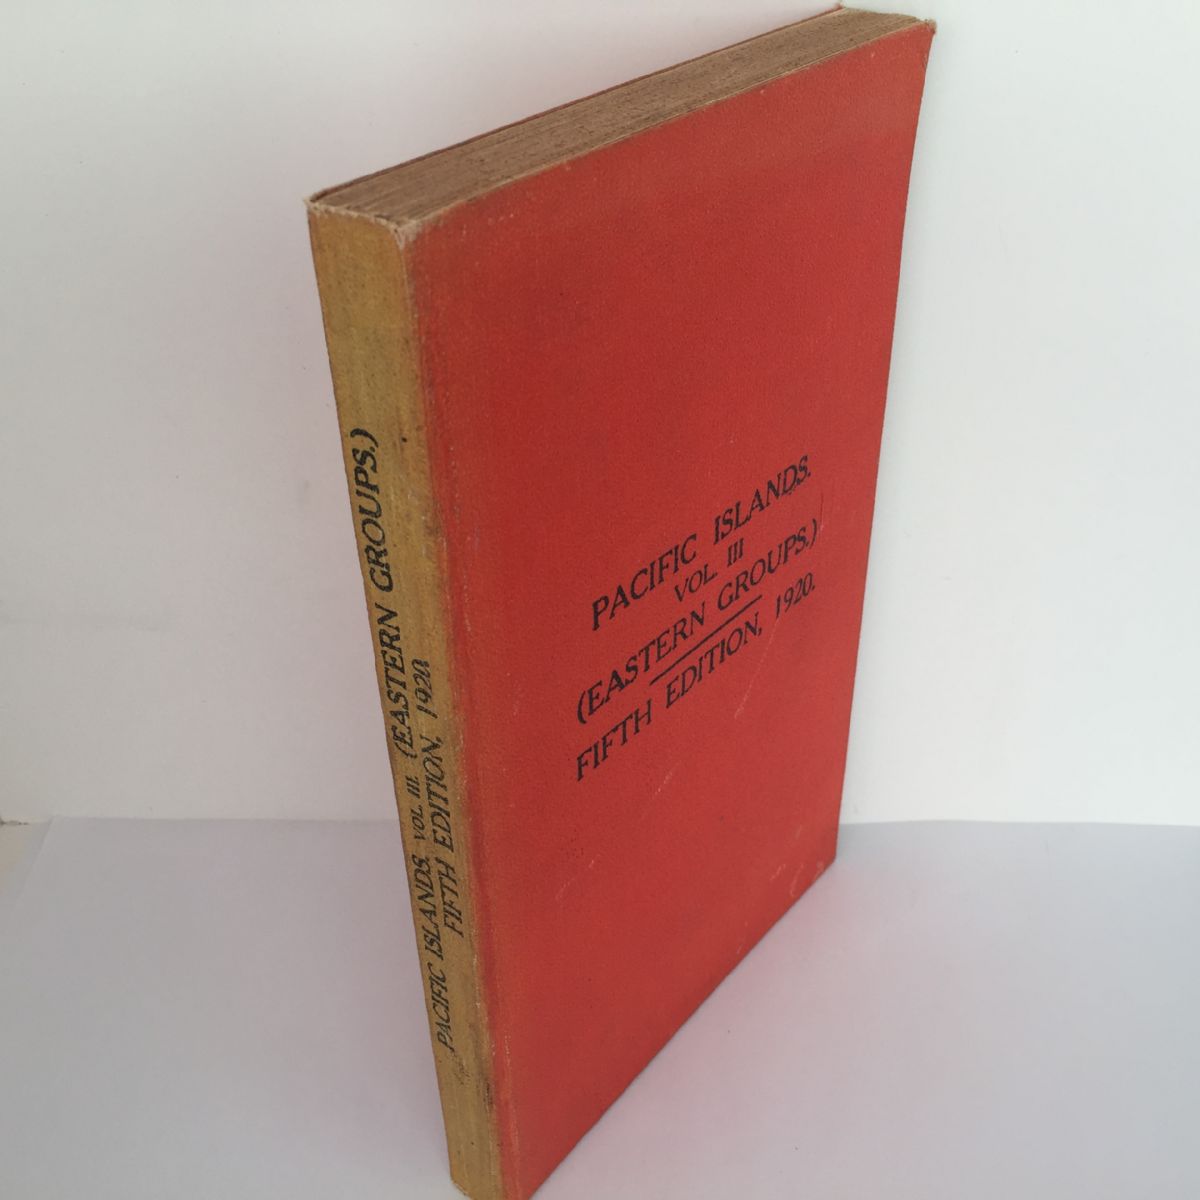 PACIFIC ISLANDS. VOL. III. (EASTERN GROUPS.)
FIFTH EDITION, 1920.
PACIFIC ISLANDS.
VOL. III
(EASTERN GROUPS.)
FIFTH EDITION, 1920.